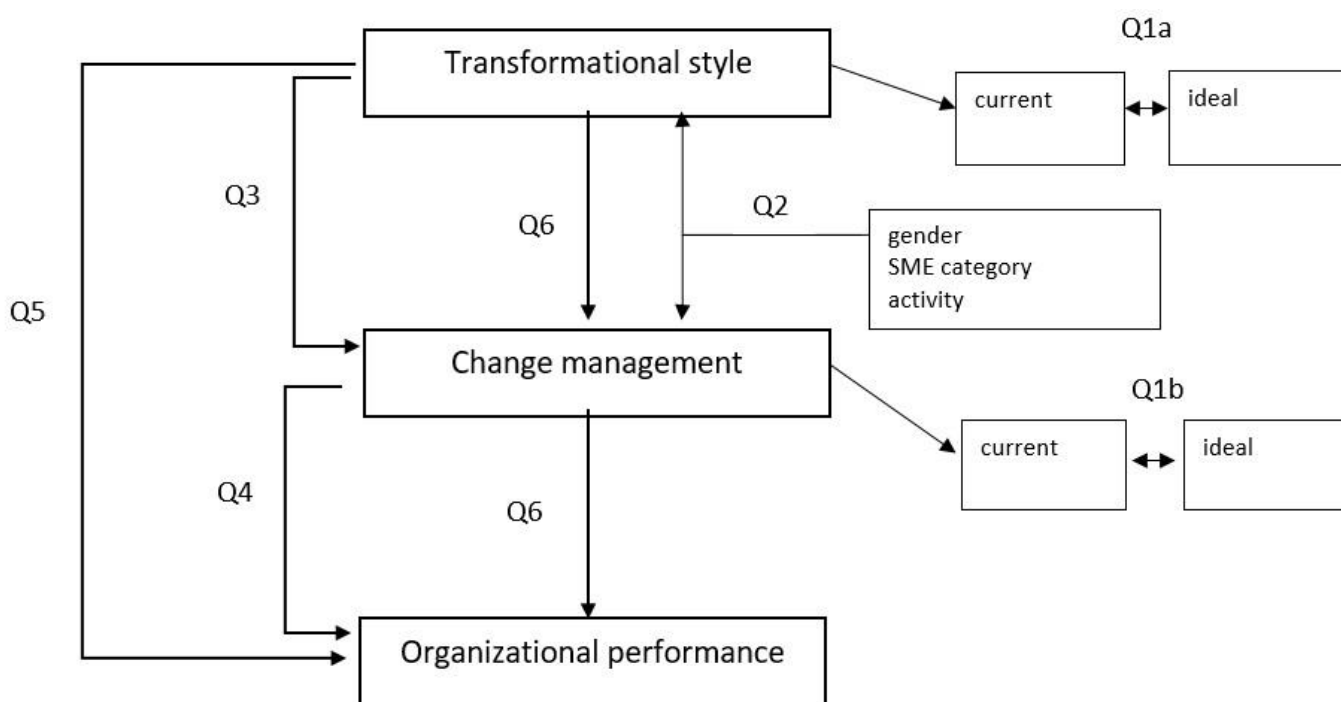 Q1a
Transformational style
current
ideal
Q3
Q6
Q2
gender
SME category
activity
Q5
Change management
Q1b
current
ideal
Q4
Q6
Organizational performance